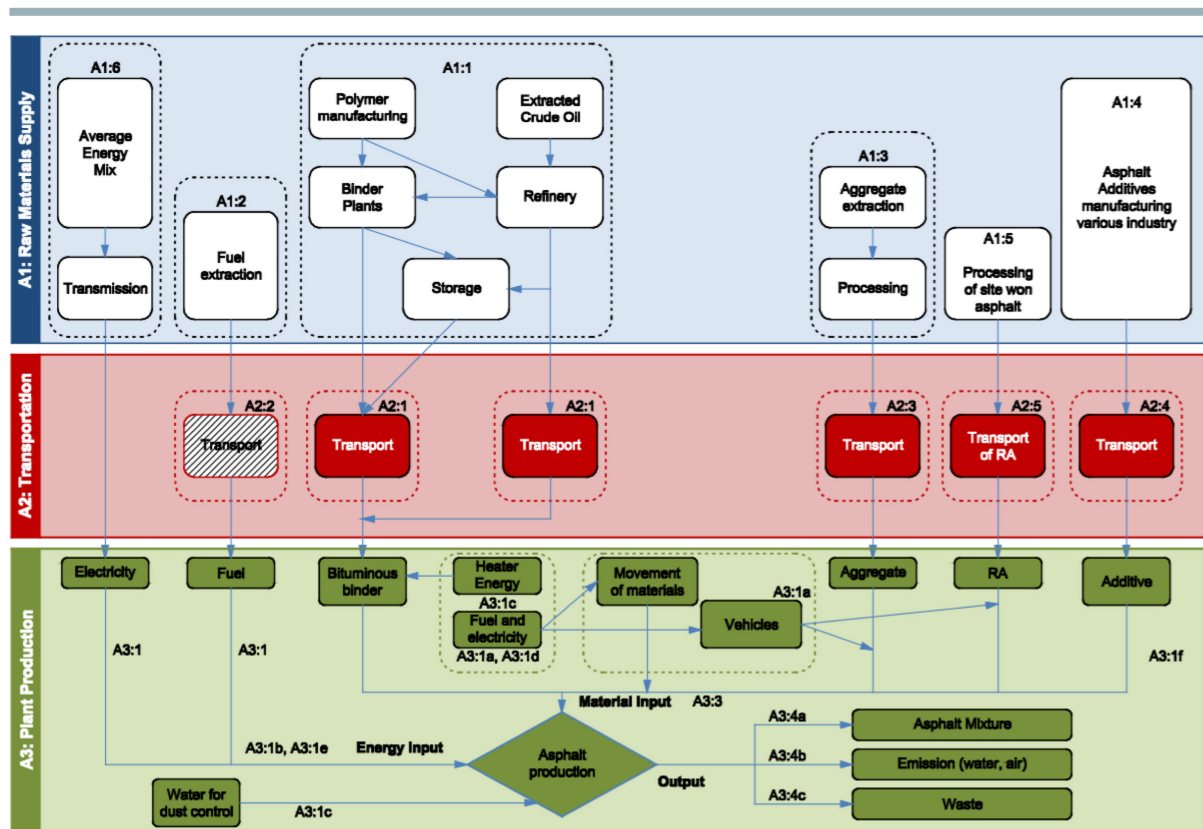 A1: Raw Materials Supply
A1:6
Average
Energy
Mix
Transmission
A1:2
Fuel
extraction
A1:1
Polymer
manufacturing
Extracted
Crude Oil
Binder
Plants
Refinery
Storage
A1:3
Aggregate
extraction
Processing
A1:5
Processing
of site won
asphalt
A1:4
Asphalt
Additives
manufacturing
various industry
A2: Transportation
A2:2
Transport
A2:1
Transport
A2:1
Transport
A2:3
Transport
A2:5
Transport
of RA
A2:4
Transport
A3: Plant Production
Electricity
Fuel
Bituminous
binder
Heater
Energy
A3:1c
Fuel and
electricity
A3:1a, A3:1d
Movement
of materials
A3:1a
Vehicles
Aggregate
RA
Additive
A3:1
A3:1
A3:1f
Material Input
A3:3
A3:1b, A3:1e
Energy Input
Asphalt
production
Output
A3:4a
Asphalt Mixture
A3:4b
Emission (water, air)
A3:4c
Waste
Water for
dust control
A3:1c